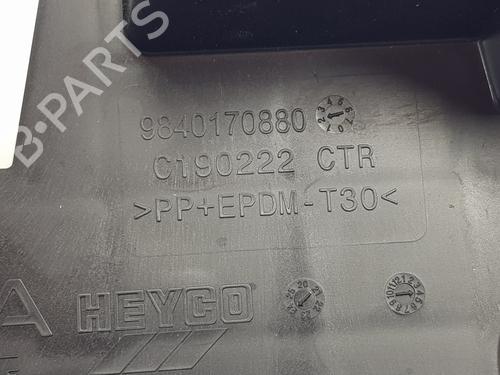 B-PARTS
9840170880
C190222 CTR
>PP+EPDM-T30<
A HEYCO